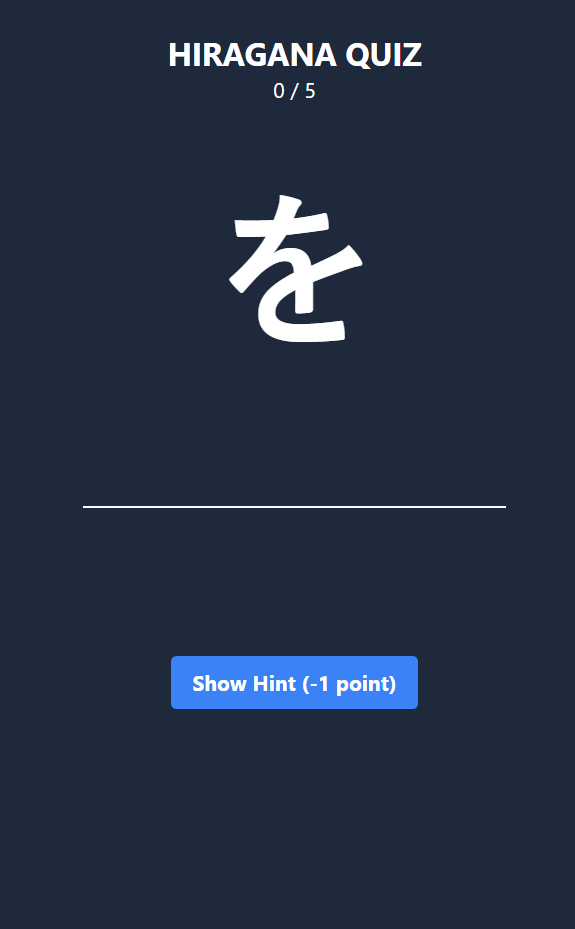 HIRAGANA QUIZ
0 / 5
を
Show Hint (-1 point)